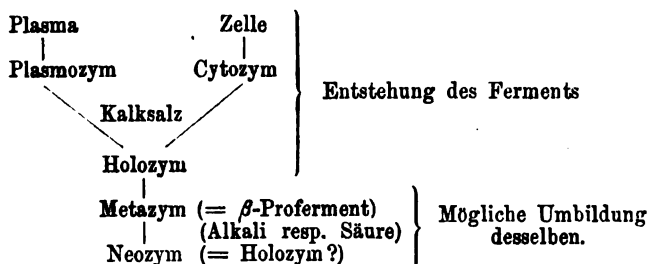 Plasma Zelle
Plasmozym Cytozym
Kalksalz
Entstehung des Ferments
Holozym
Metazym (= β-Proferment)
(Alkali resp. Säure)
Neozym (= Holozym?)
Mögliche Umbildung
desselben.